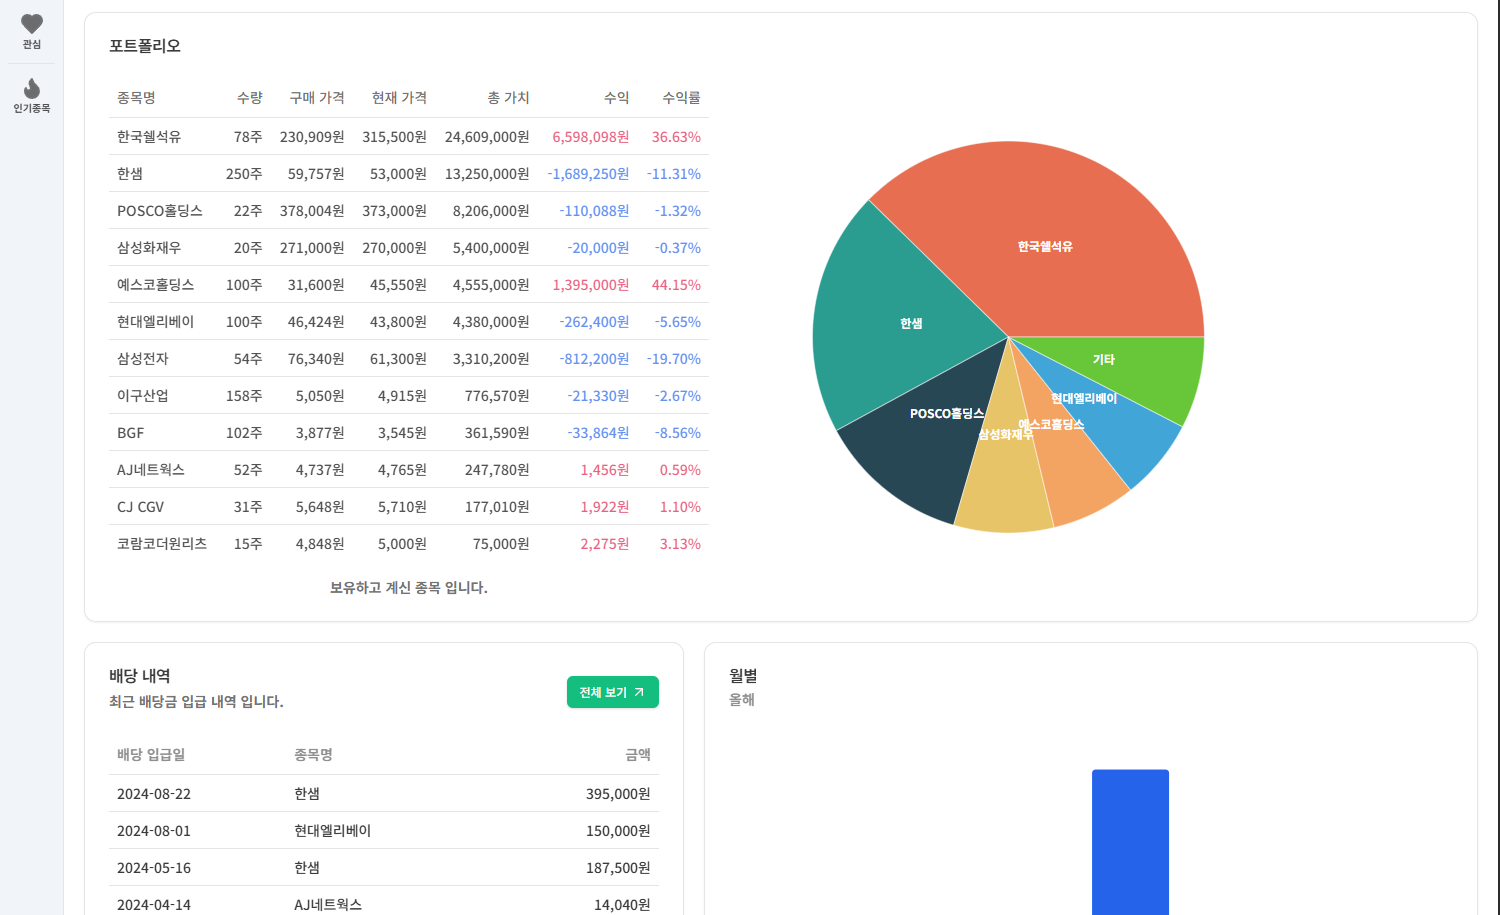 관심
인기종목
포트폴리오
종목명 수량 구매 가격 현재 가격 총 가치 수익 수익률
한국쉘석유 78주 230,909원 315,500원 24,609,000원 6,598,098원 36.63%
한샘 250주 59,757원 53,000원 13,250,000원 -1,689,250원 -11.31%
POSCO홀딩스 22주 378,004원 373,000원 8,206,000원 -110,088원 -1.32%
삼성화재우 20주 271,000원 270,000원 5,400,000원 -20,000원 -0.37%
예스코홀딩스 100주 31,600원 45,550원 4,555,000원 1,395,000원 44.15%
현대엘리베이 100주 46,424원 43,800원 4,380,000원 -262,400원 -5.65%
삼성전자 54주 76,340원 61,300원 3,310,200원 -812,200원 -19.70%
이구산업 158주 5,050원 4,915원 776,570원 -21,330원 -2.67%
BGF 102주 3,877원 3,545원 361,590원 -33,864원 -8.56%
AJ네트웍스 52주 4,737원 4,765원 247,780원 1,456원 0.59%
CJ CGV 31주 5,648원 5,710원 177,010원 1,922원 1.10%
코람코더원리츠 15주 4,848원 5,000원 75,000원 2,275원 3.13%
보유하고 계신 종목 입니다.
한국쉘석유
한샘
기타
현대엘리베이
POSCO홀딩스
예스코홀딩스
삼성화재우
배당 내역
최근 배당금 입급 내역 입니다.
전체 보기
배당 입급일 종목명 금액
2024-08-22 한샘 395,000원
2024-08-01 현대엘리베이 150,000원
2024-05-16 한샘 187,500원
2024-04-14 AJ네트웍스 14,040원
월별
올해